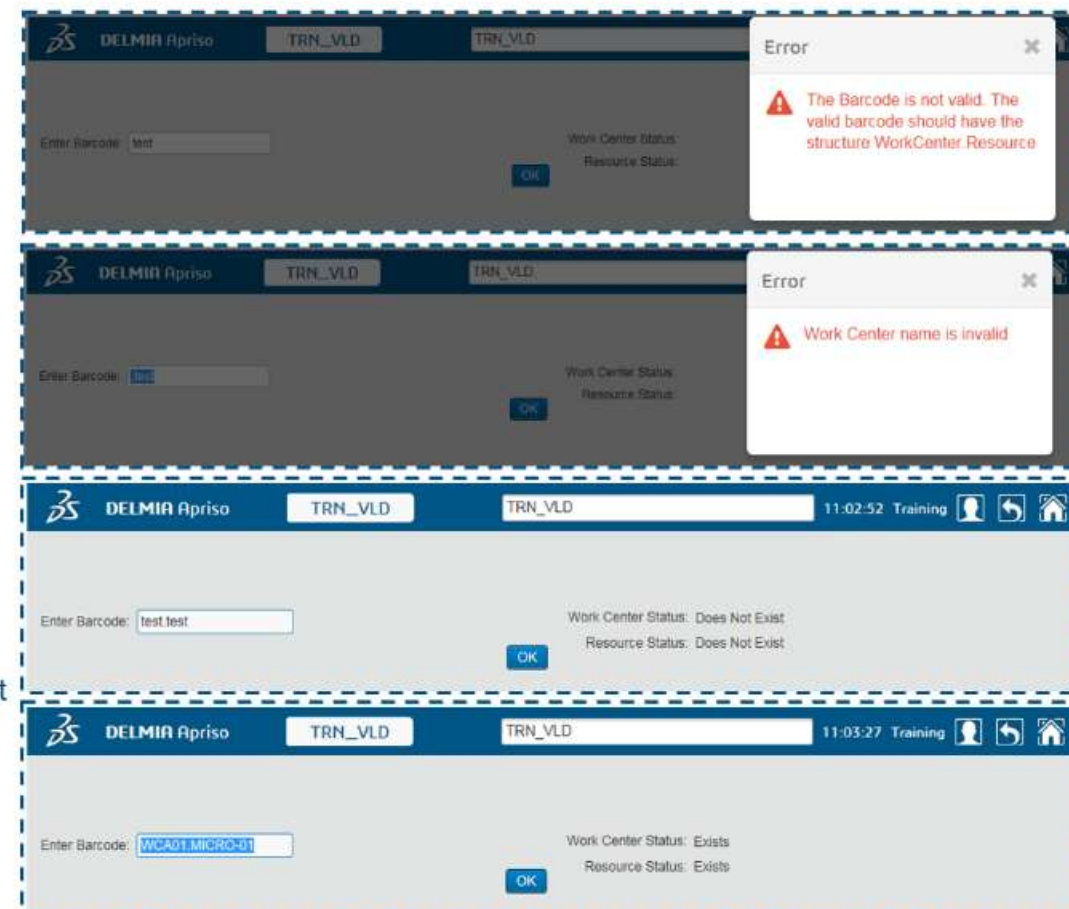 DELMIA Apriso TRN_VLD TRN_VLD
Error
The Barcode is not valid. The
valid barcode should have the
structure WorkCenter.Resource
Enter Barcode: test
Work Center Status:
Resource Status:
OK
DELMIA Apriso TRN_VLD TRN_VLD
Error
Work Center name is invalid
Enter Barcode: .test
Work Center Status:
Resource Status:
OK
DELMIA Apriso TRN_VLD TRN_VLD 11:02:52 Training
Enter Barcode: test.test
Work Center Status: Does Not Exist
Resource Status: Does Not Exist
OK
t
DELMIA Apriso TRN_VLD TRN_VLD 11:03:27 Training
Enter Barcode: WCA01.MICRO-01
Work Center Status: Exists
Resource Status: Exists
OK